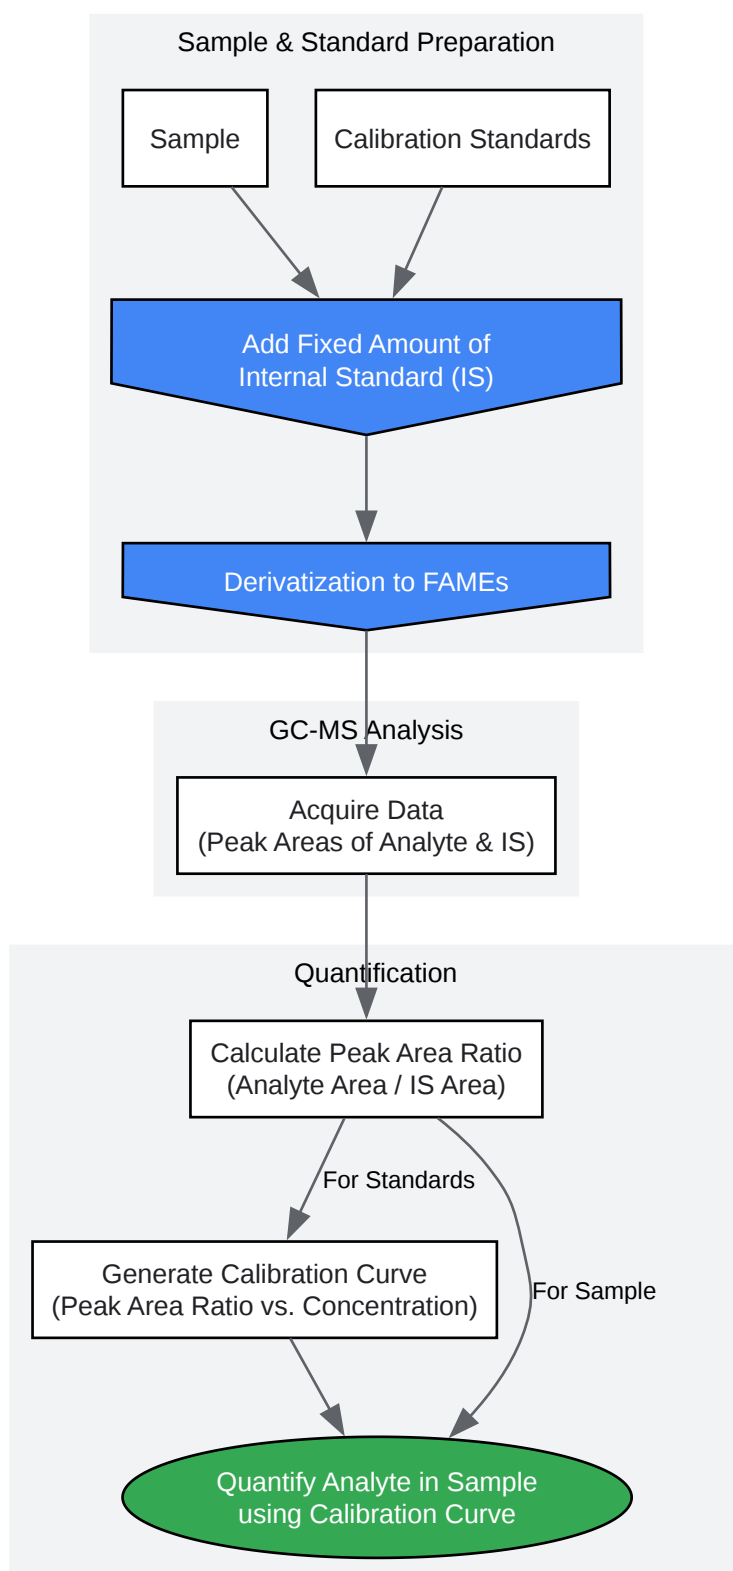 Sample & Standard Preparation
Sample
Calibration Standards
Add Fixed Amount of
Internal Standard (IS)
Derivatization to FAMEs
GC-MS Analysis
Acquire Data
(Peak Areas of Analyte & IS)
Quantification
Calculate Peak Area Ratio
(Analyte Area / IS Area)
For Standards
Generate Calibration Curve
(Peak Area Ratio vs. Concentration)
For Sample
Quantify Analyte in Sample
using Calibration Curve